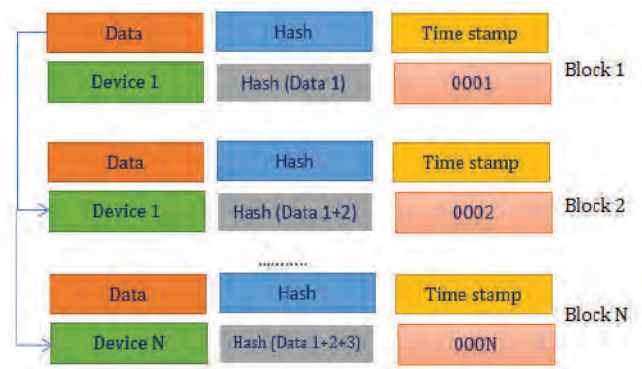 Data Hash Time stamp
Device 1 Hash (Data 1) 0001 Block 1
Data Hash Time stamp
Device 1 Hash (Data 1+2) 0002 Block 2
...........
Data Hash Time stamp
Device N Hash (Data 1+2+3) 000N Block N